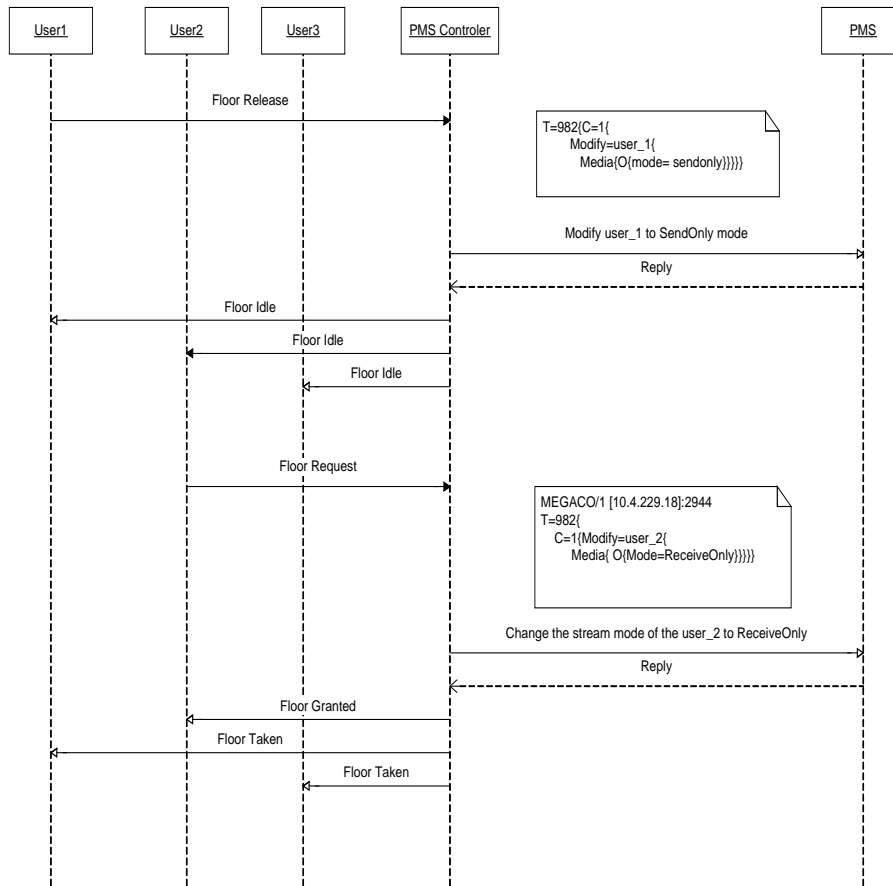 User1
User2
User3
PMS Controler
PMS
Floor Release
T=982{C=1{
Modify=user_1{
Media{O{mode= sendonly}}}}}
Modify user_1 to SendOnly mode
Reply
Floor Idle
Floor Idle
Floor Idle
Floor Request
MEGACO/1 [10.4.229.18]:2944
T=982{
C=1{Modify=user_2{
Media{ O{Mode=ReceiveOnly}}}}}
Change the stream mode of the user_2 to ReceiveOnly
Reply
Floor Granted
Floor Taken
Floor Taken